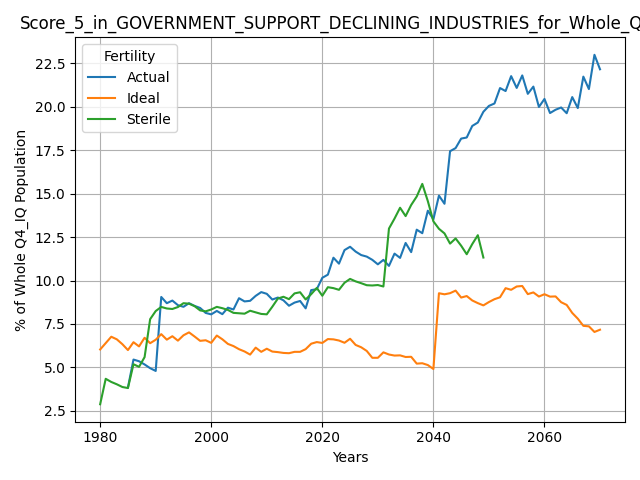 Score_5_in_GOVERNMENT_SUPPORT_DECLINING_INDUSTRIES_for_Whole_Q
Fertility
Actual
Ideal
Sterile
22.5
20.0
17.5
15.0
12.5
10.0
7.5
5.0
2.5
% of Whole Q4_IQ Population
1980
2000
2020
2040
2060
Years